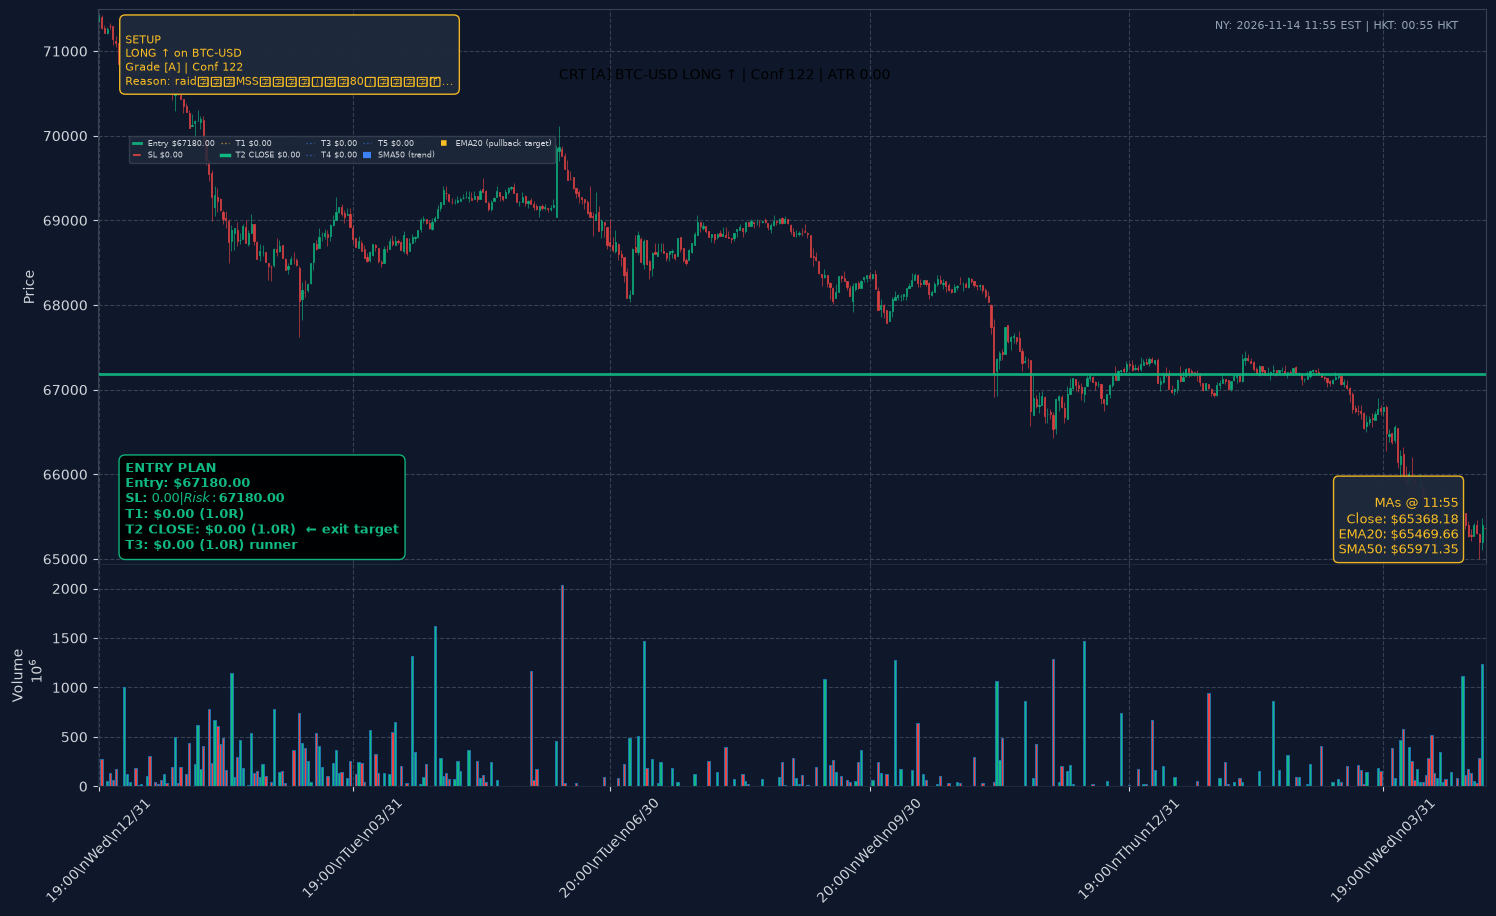 NY: 2026-11-14 11:55 EST | HKT: 00:55 HKT
SETUP
LONG ↑ on BTC-USD
Grade [A] | Conf 122
Reason: raid MSS 80 ...
CRT [A] BTC-USD LONG ↑ | Conf 122 | ATR 0.00
Entry $67180.00 T1 $0.00 T3 $0.00 T5 $0.00 EMA20 (pullback target)
SL $0.00 T2 CLOSE $0.00 T4 $0.00 SMA50 (trend)
71000
70000
69000
68000
67000
66000
65000
Price
ENTRY PLAN
Entry: $67180.00
SL: 0.00|Risk:67180.00
T1: $0.00 (1.0R)
T2 CLOSE: $0.00 (1.0R) ← exit target
T3: $0.00 (1.0R) runner
MAs @ 11:55
Close: $65368.18
EMA20: $65469.66
SMA50: $65971.35
2000
1500
1000
500
0
Volume
10⁶
19:00\nWed\n12/31
19:00\nTue\n03/31
20:00\nTue\n06/30
20:00\nWed\n09/30
19:00\nThu\n12/31
19:00\nWed\n03/31